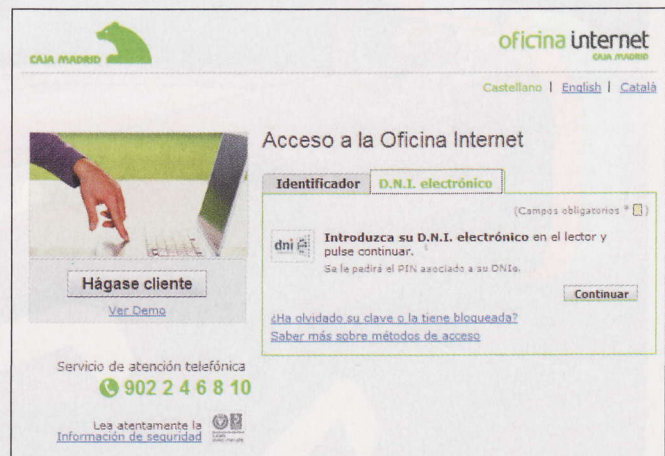 CAJA MADRID
oficina internet
CAJA MADRID
Castellano | English | Català
Acceso a la Oficina Internet
Identificador
D.N.I. electrónico
(Campos obligatorios * )
dni e
Introduzca su D.N.I. electrónico en el lector y
pulse continuar.
Se le pedirá el PIN asociado a su DNIe.
Continuar
¿Ha olvidado su clave o la tiene bloqueada?
Saber más sobre métodos de acceso
Hágase cliente
Ver Demo
Servicio de atención telefónica
902 2 4 6 8 10
Lea atentamente la
Información de seguridad